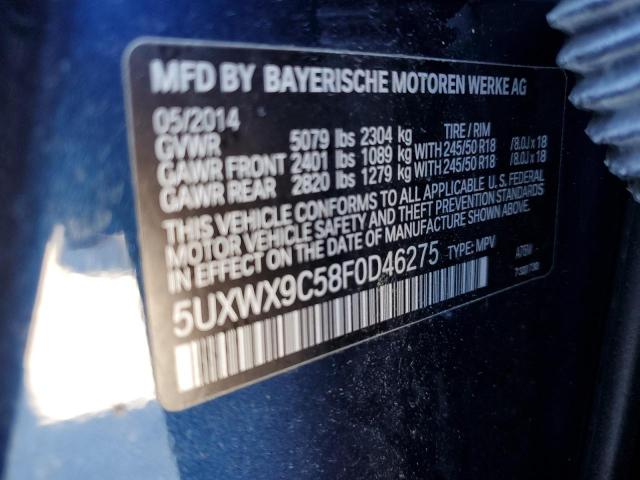 MFD BY BAYERISCHE MOTOREN WERKE AG
05/2014 TIRE / RIM
GVWR 5079 lbs 2304 kg
GAWR FRONT 2401 lbs 1089 kg WITH 245/50 R18 / 8.0J x 18
GAWR REAR 2820 lbs 1279 kg WITH 245/50 R18 / 8.0J x 18
THIS VEHICLE CONFORMS TO ALL APPLICABLE U.S. FEDERAL
MOTOR VEHICLE SAFETY AND THEFT PREVENTION STANDARDS
IN EFFECT ON THE DATE OF MANUFACTURE SHOWN ABOVE.
5UXWX9C58F0D46275 TYPE: MPV